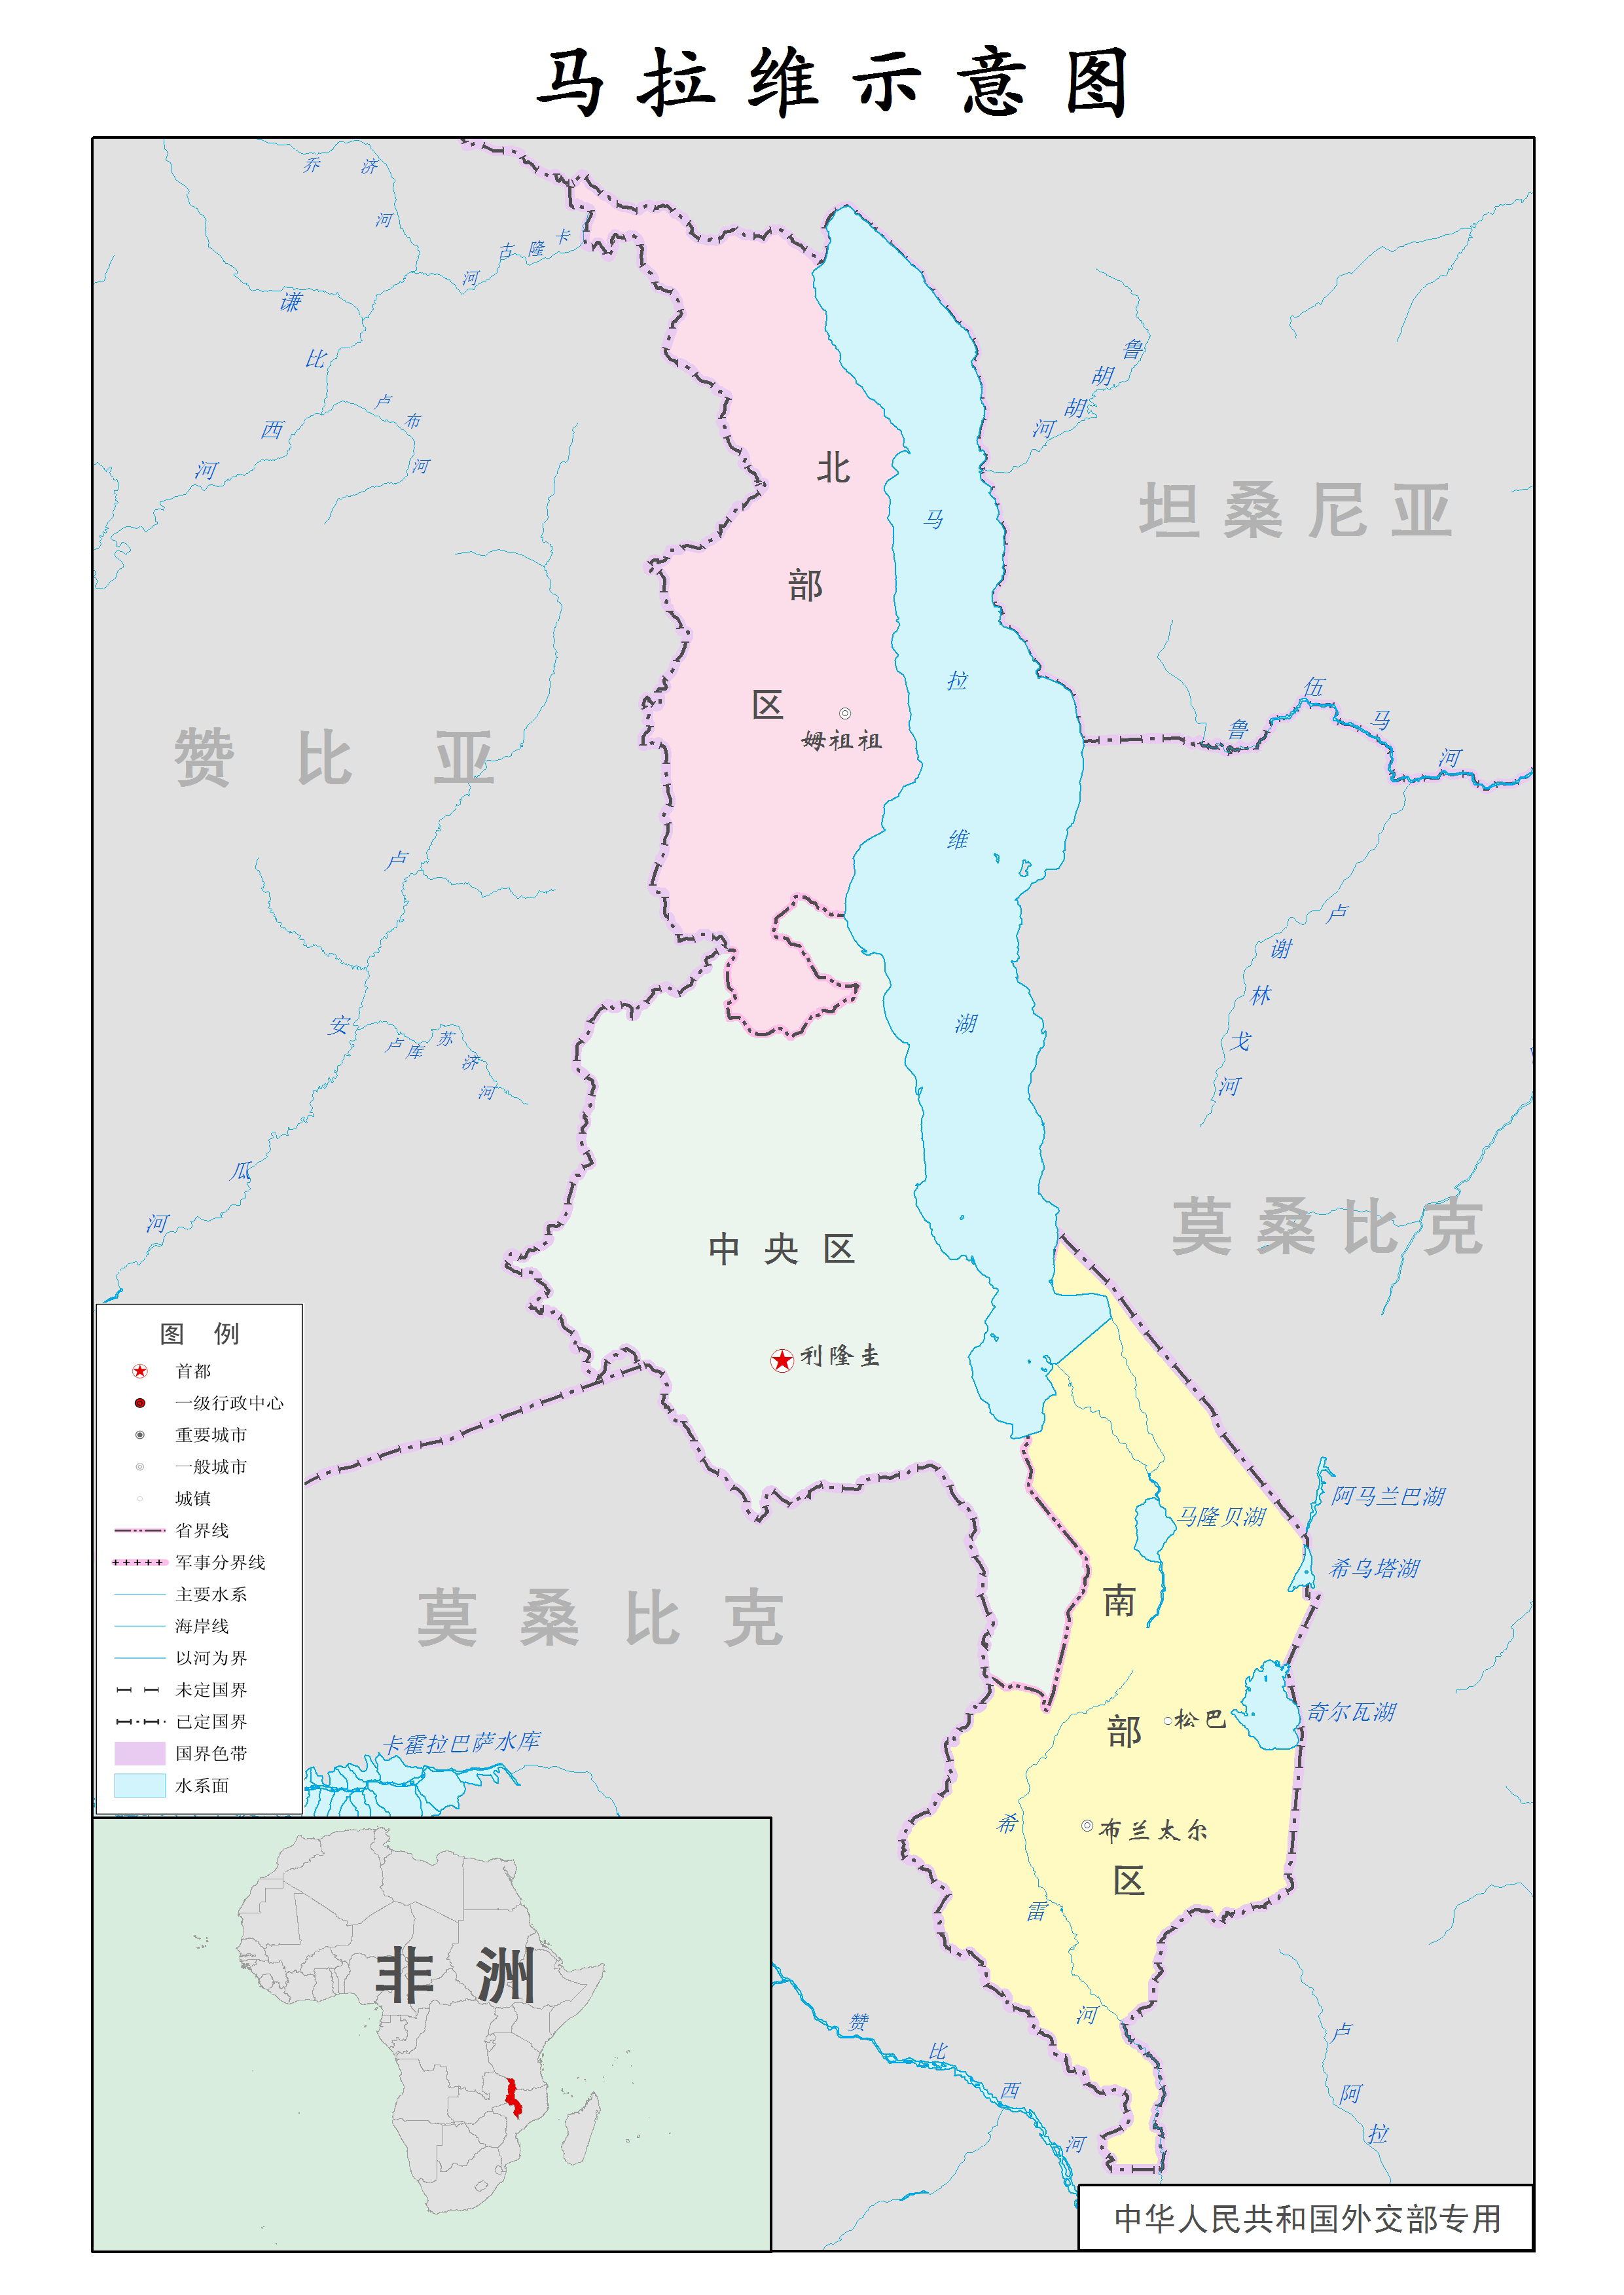 马拉维示意图
乔济河
古隆卡河
谦比西河
卢布河
鲁胡胡河
坦桑尼亚
北部区
马拉维湖
姆祖祖
赞比亚
鲁伍马河
卢安瓜河
卢库苏济河
卢谢林戈河
莫桑比克
中央区
利隆圭
图例
首都
一级行政中心
重要城市
一般城市
城镇
省界线
军事分界线
主要水系
海岸线
以河为界
未定国界
已定国界
国界色带
水系面
阿马兰巴湖
马隆贝湖
希乌塔湖
莫桑比克
南部区
松巴
奇尔瓦湖
卡霍拉巴萨水库
布兰太尔
希雷河
非洲
赞比西河
卢阿拉
中华人民共和国外交部专用